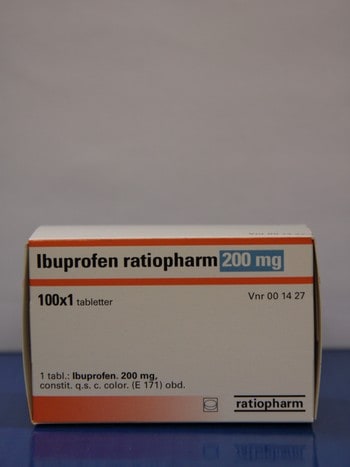 Ibuprofen ratiopharm 200 mg
100x1 tabletter
Vnr 00 14 27
1 tabl.: Ibuprofen. 200 mg,
constit. q.s. c. color. (E 171) obd.
ratiopharm